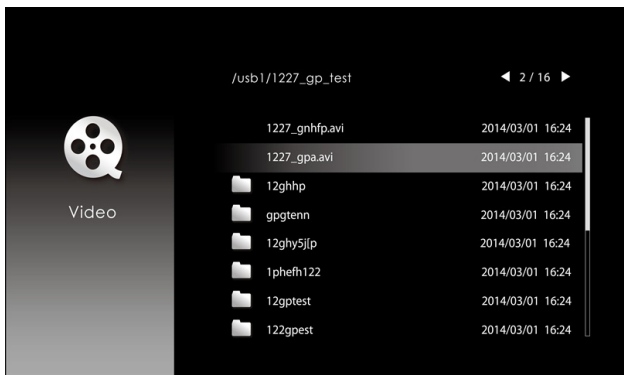 /usb1/1227_gp_test
◀ 2 / 16 ▶
1227_gnhfp.avi 2014/03/01 16:24
1227_gpa.avi 2014/03/01 16:24
12ghhp 2014/03/01 16:24
Video
gpgtenn 2014/03/01 16:24
12ghy5j[p 2014/03/01 16:24
1phefh122 2014/03/01 16:24
12gptest 2014/03/01 16:24
122gpest 2014/03/01 16:24